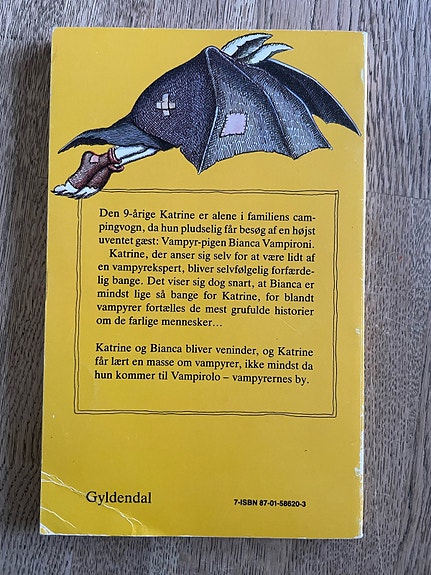 Den 9-årige Katrine er alene i familiens cam-
pingvogn, da hun pludselig får besøg af en højst
uventet gæst: Vampyr-pigen Bianca Vampironi.
Katrine, der anser sig selv for at være lidt af
en vampyrekspert, bliver selvfølgelig forfærde-
lig bange. Det viser sig dog snart, at Bianca er
mindst lige så bange for Katrine, for blandt
vampyrer fortælles de mest grufulde historier
om de farlige mennesker...
Katrine og Bianca bliver veninder, og Katrine
får lært en masse om vampyrer, ikke mindst da
hun kommer til Vampirolo – vampyrernes by.
Gyldendal
7-ISBN 87-01-58620-3